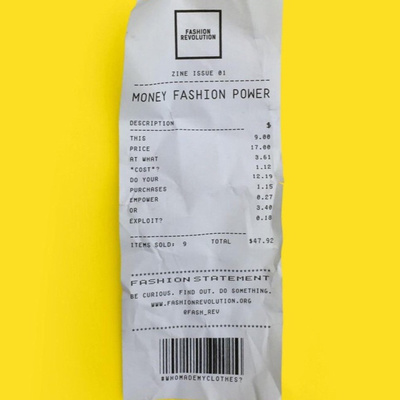 FASHION
REVOLUTION
ZINE ISSUE 01
MONEY FASHION POWER
DESCRIPTION $
THIS 9.00
PRICE 17.00
AT WHAT 3.61
"COST"? 1.12
DO YOUR 12.19
PURCHASES 1.15
EMPOWER 0.27
OR 3.40
EXPLOIT? 0.18
ITEMS SOLD: 9 TOTAL $47.92
FASHION STATEMENT
BE CURIOUS. FIND OUT. DO SOMETHING.
WWW.FASHIONREVOLUTION.ORG
@FASH_REV
#WHOMADEMYCLOTHES?